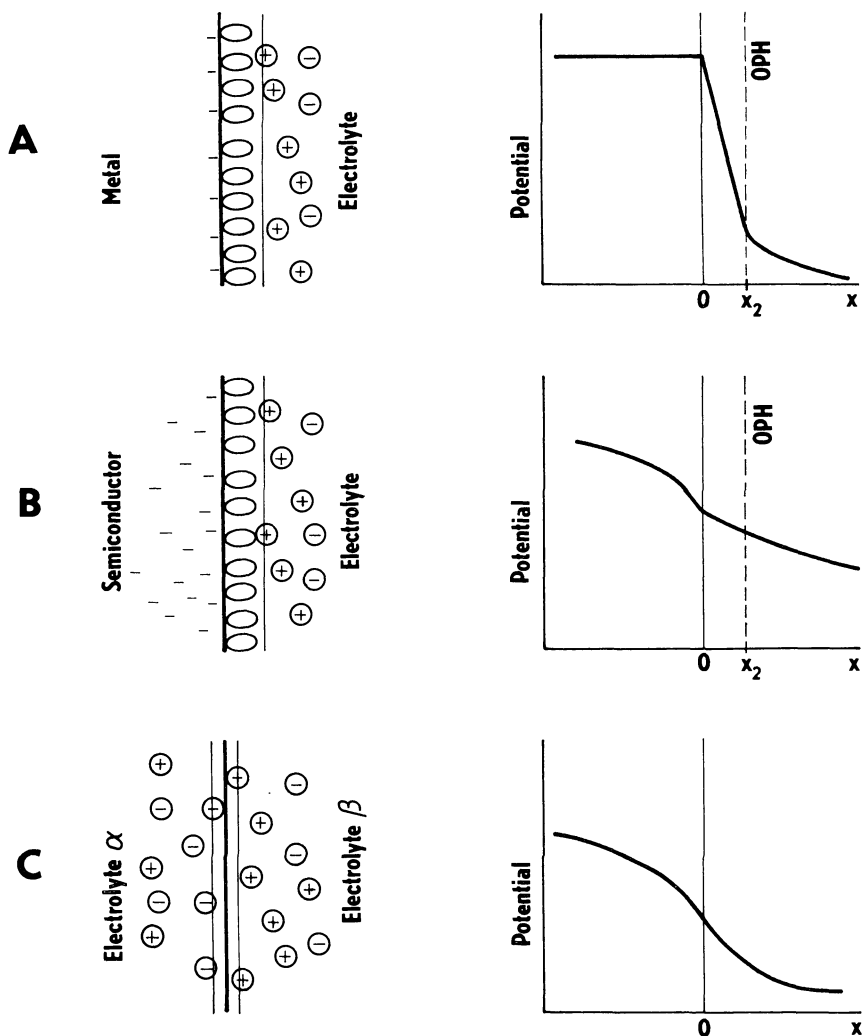 A
Metal
Electrolyte
Potential
OPH
0
x₂
x
B
Semiconductor
Electrolyte
Potential
OPH
0
x₂
x
C
Electrolyte α
Electrolyte β
Potential
0
x